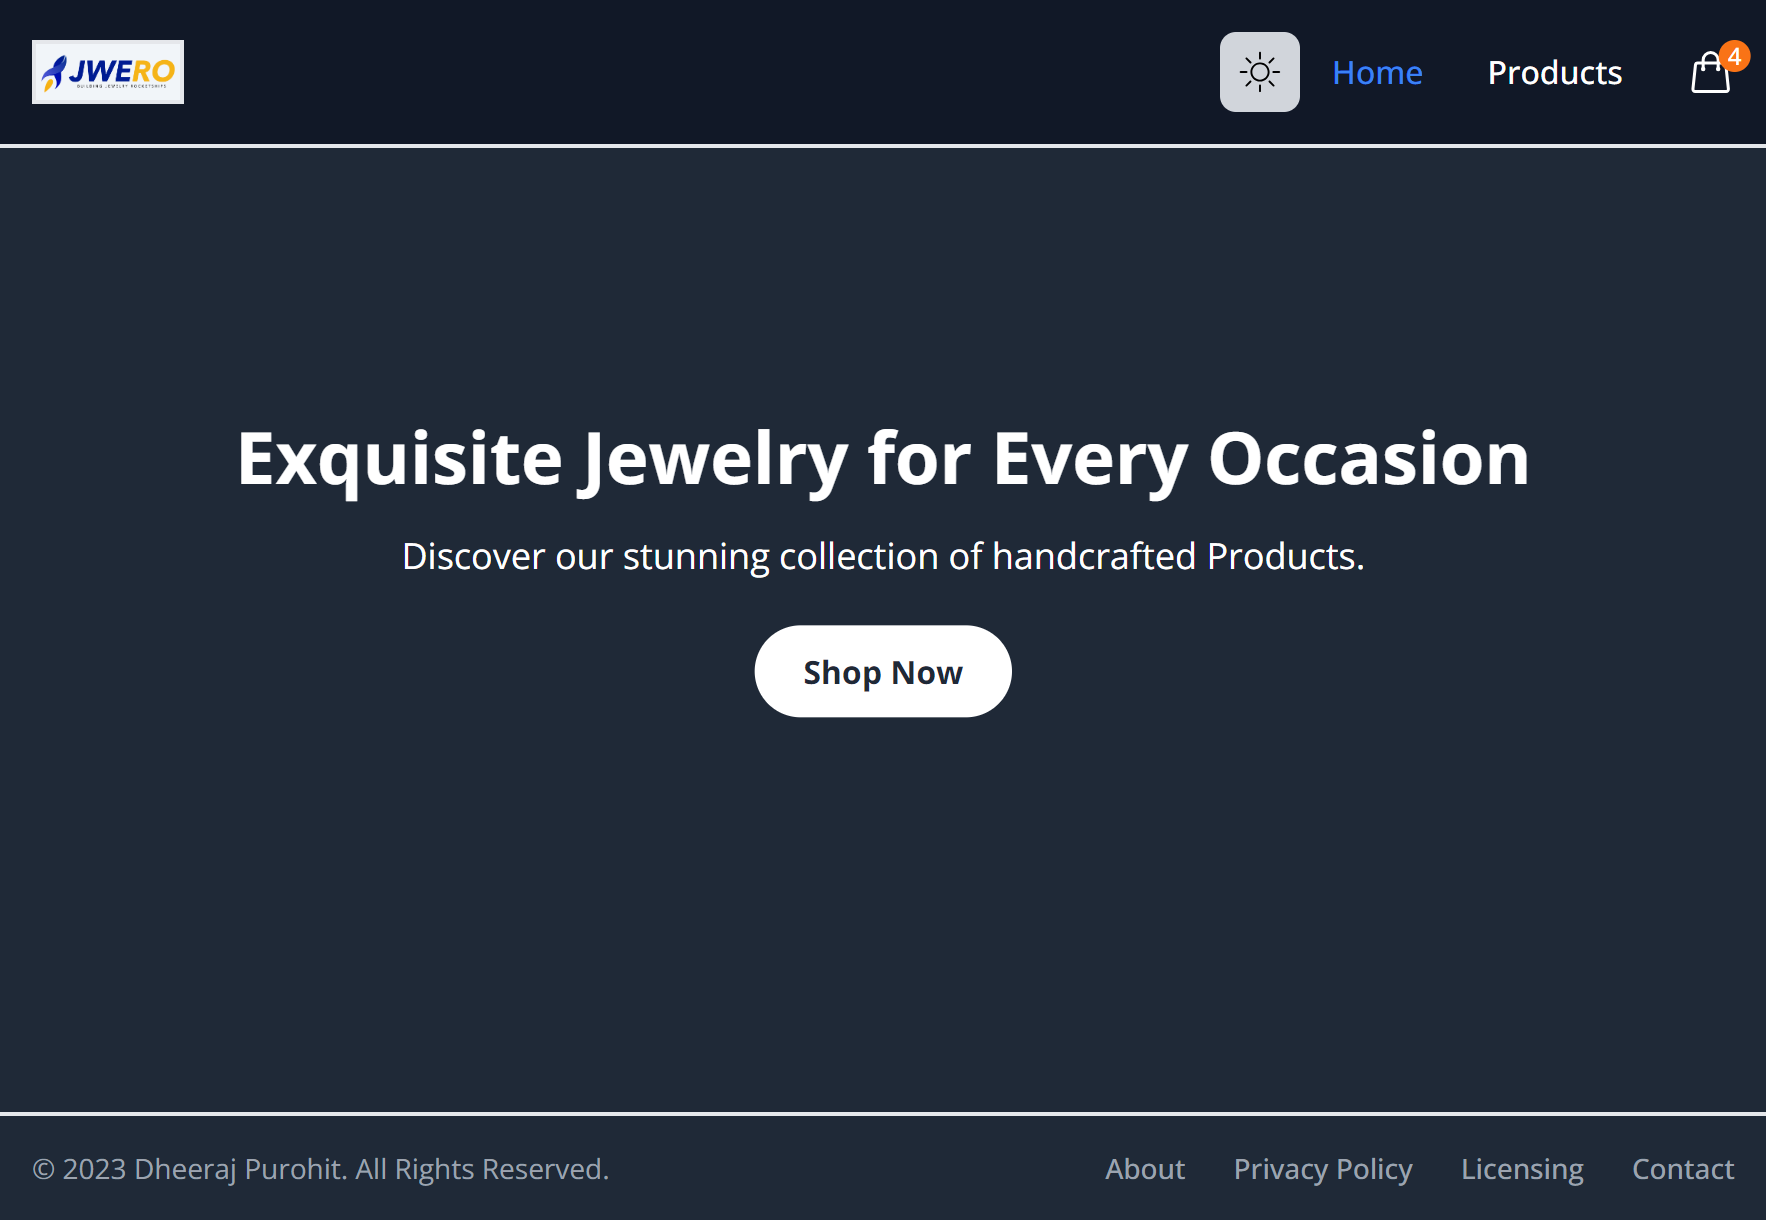 JWERO
BUILDING JEWELRY ROCKETSHIPS
Home
Products
4
Exquisite Jewelry for Every Occasion
Discover our stunning collection of handcrafted Products.
Shop Now
© 2023 Dheeraj Purohit. All Rights Reserved.
About
Privacy Policy
Licensing
Contact